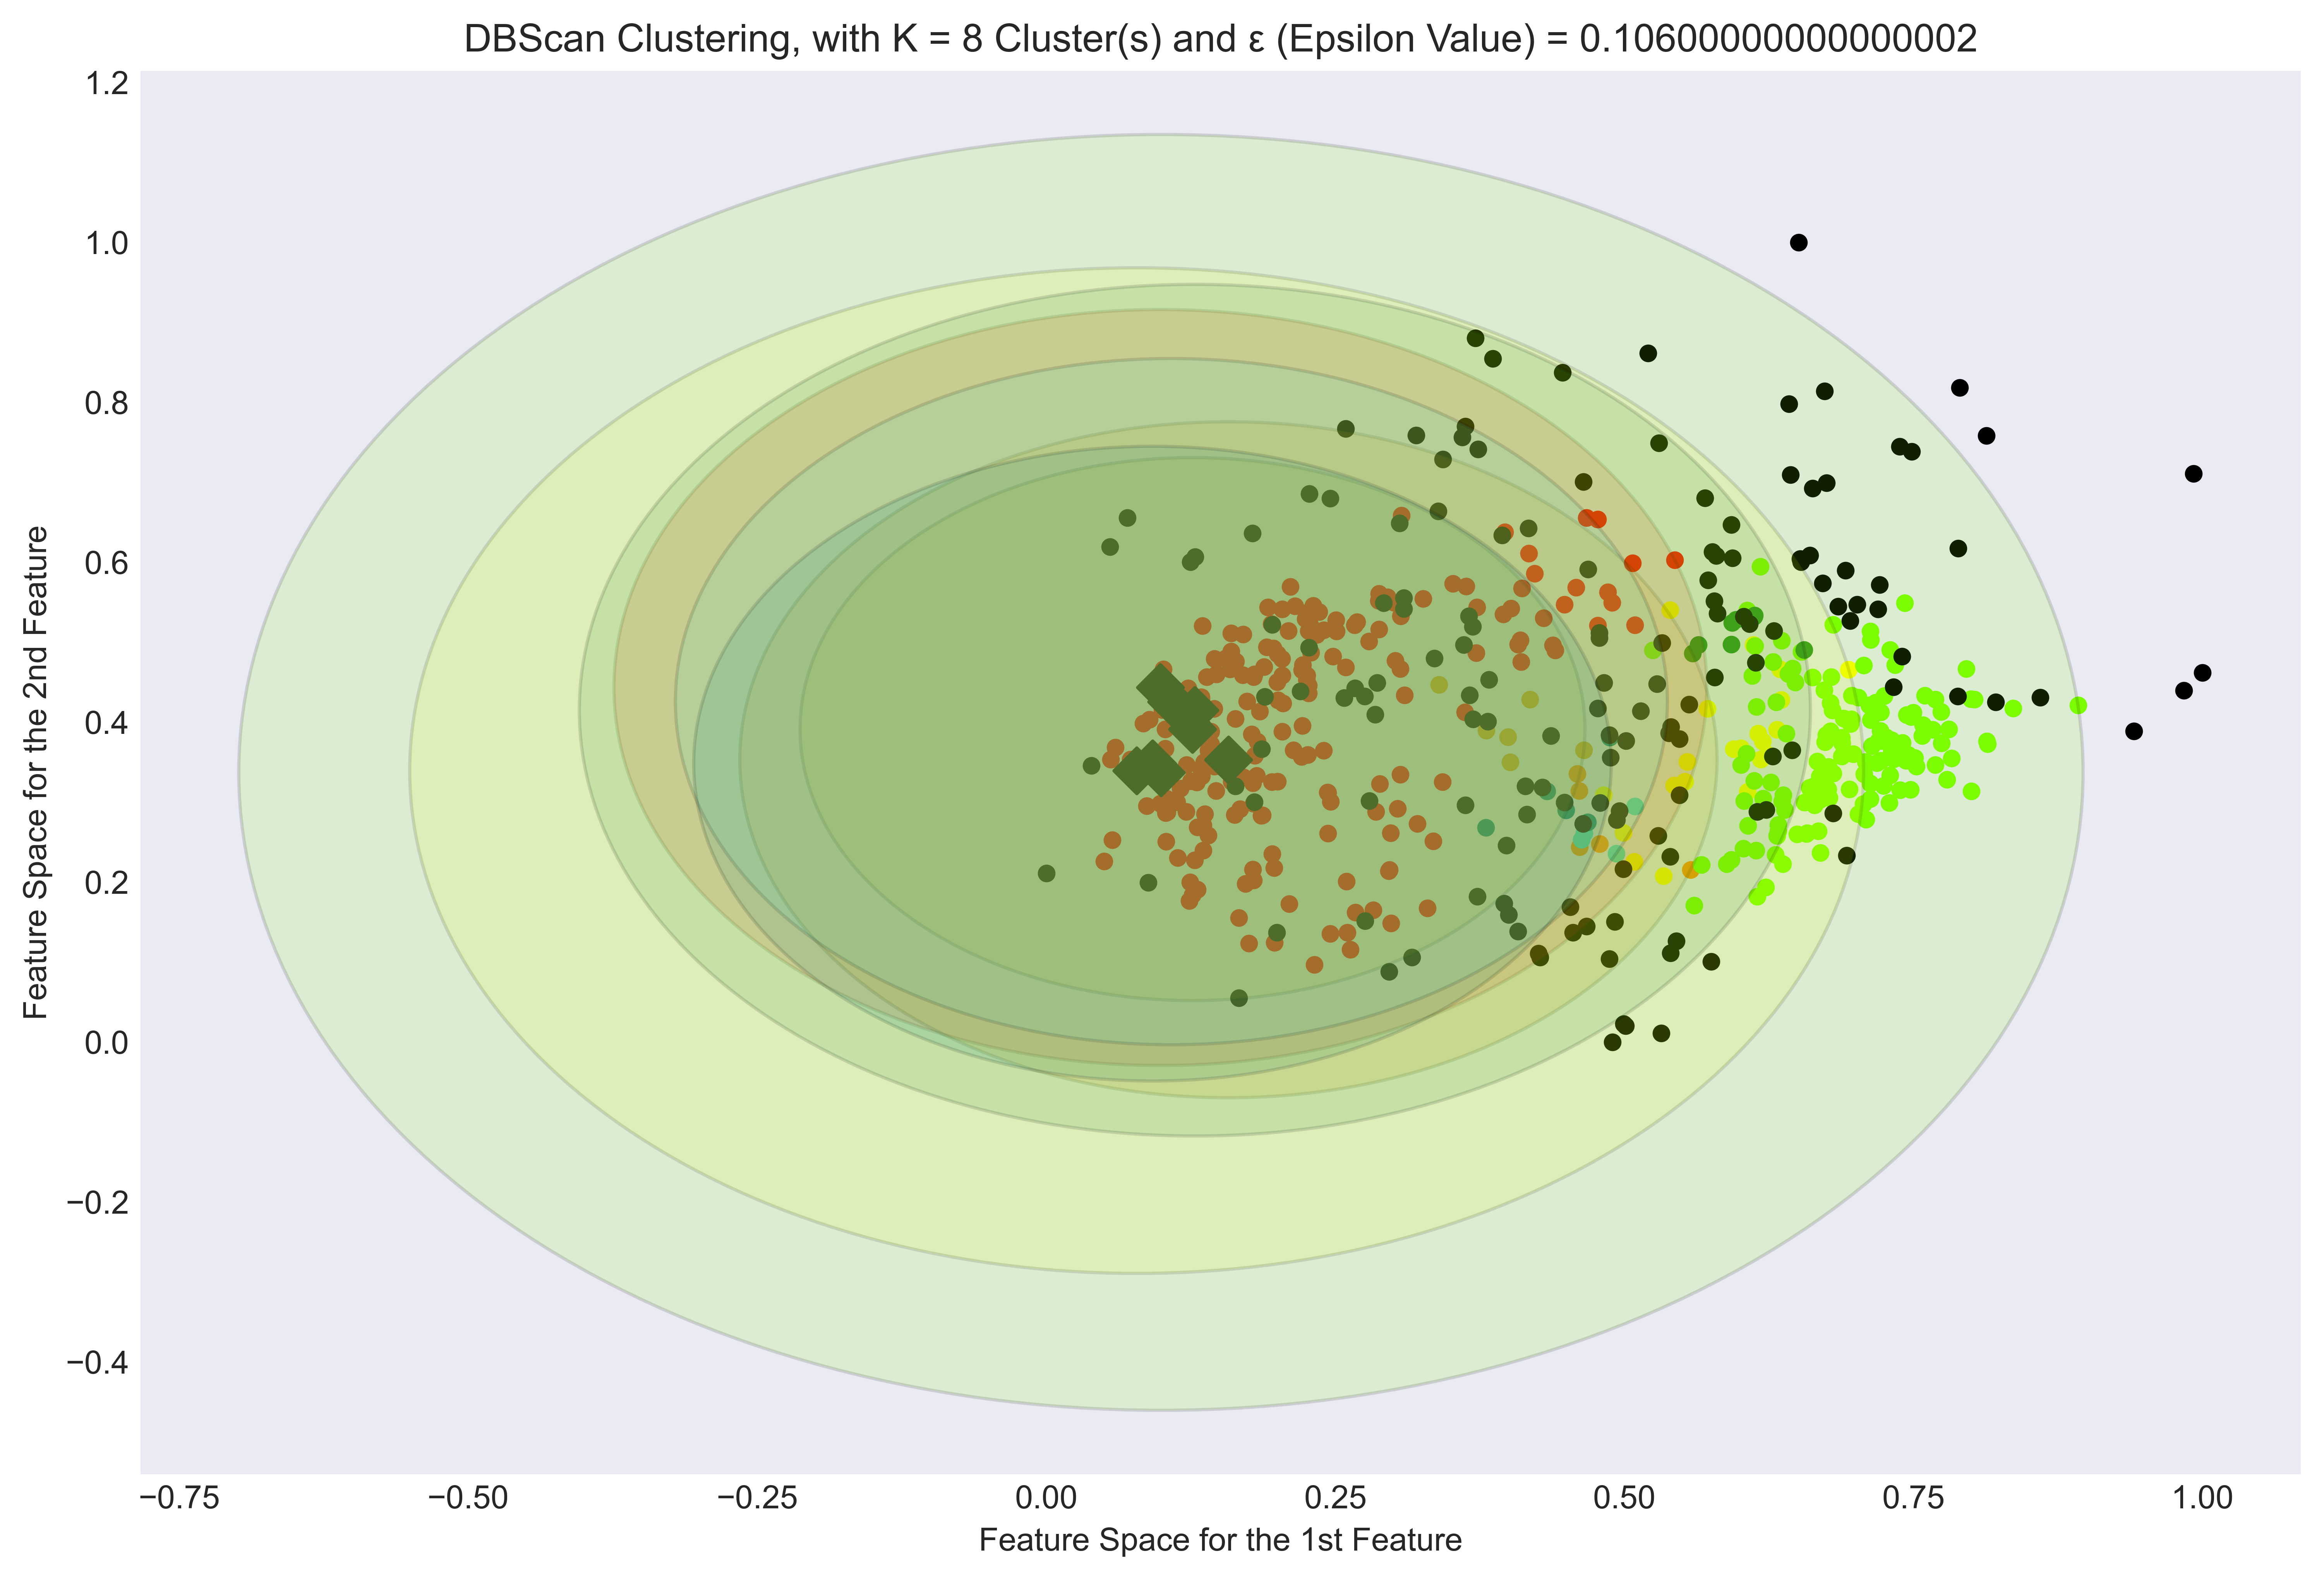 DBScan Clustering, with K = 8 Cluster(s) and ε (Epsilon Value) = 0.10600000000000002
1.2
1.0
0.8
0.6
0.4
0.2
0.0
−0.2
−0.4
Feature Space for the 2nd Feature
−0.75 −0.50 −0.25 0.00 0.25 0.50 0.75 1.00
Feature Space for the 1st Feature